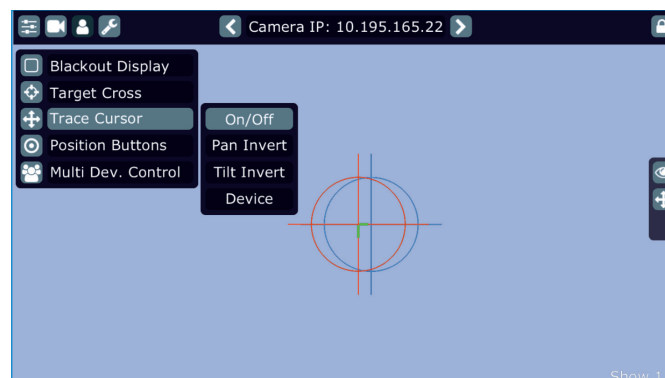 Camera IP: 10.195.165.22
Blackout Display
Target Cross
Trace Cursor
Position Buttons
Multi Dev. Control
On/Off
Pan Invert
Tilt Invert
Device
Show